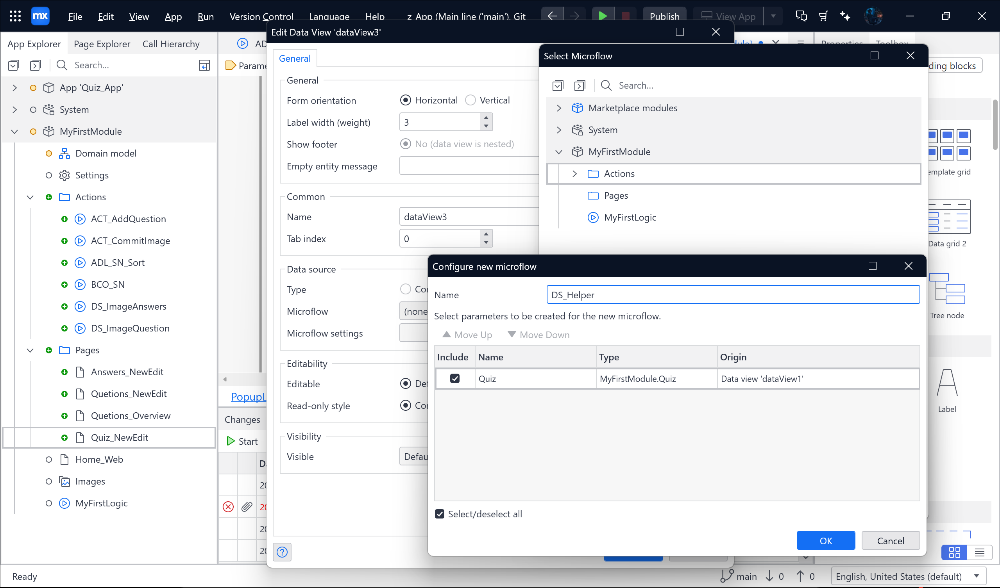 mx File Edit View App Run Version Control Language Help z_App (Main line ('main'), Git Publish View App
App Explorer Page Explorer Call Hierarchy
Search...
App 'Quiz_App'
System
MyFirstModule
Domain model
Settings
Actions
ACT_AddQuestion
ACT_CommitImage
ADL_SN_Sort
BCO_SN
DS_ImageAnswers
DS_ImageQuestion
Pages
Answers_NewEdit
Quetions_NewEdit
Quetions_Overview
Quiz_NewEdit
Home_Web
Images
MyFirstLogic
AD
Parame
PopupL
Changes
Start
D
20
20
20
20
Edit Data View 'dataView3'
General
General
Form orientation Horizontal Vertical
Label width (weight) 3
Show footer No (data view is nested)
Empty entity message
Common
Name dataView3
Tab index 0
Data source
Type Con
Microflow (none
Microflow settings
Editability
Editable Def
Read-only style Con
Visibility
Visible Defau
Select Microflow
Search...
Marketplace modules
System
MyFirstModule
Actions
Pages
MyFirstLogic
Configure new microflow
Name DS_Helper
Select parameters to be created for the new microflow.
Move Up Move Down
Include Name Type Origin
Quiz MyFirstModule.Quiz Data view 'dataView1'
Select/deselect all
OK Cancel
Properties Toolbox
ding blocks
emplate grid
Data grid 2
Tree node
Label
Ready
main 0 0 English, United States (default)